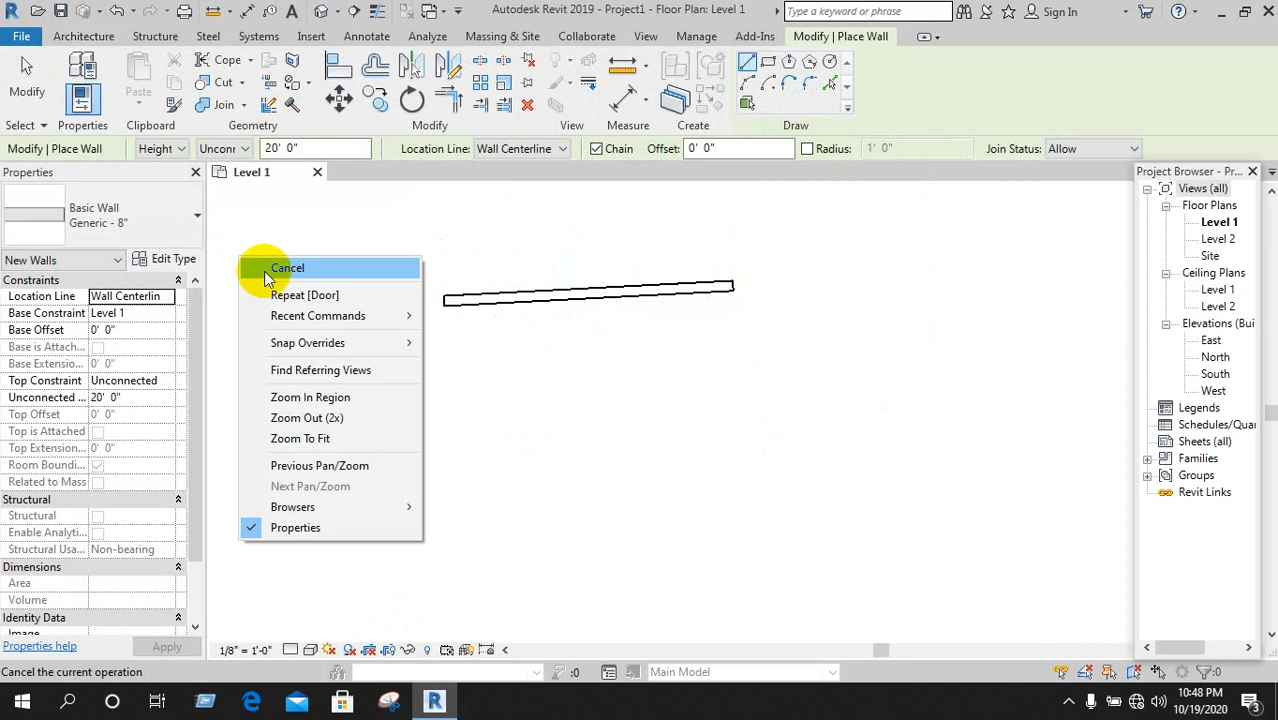 Autodesk Revit 2019 - Project1 - Floor Plan: Level 1
Type a keyword or phrase
Sign In
File
Architecture
Structure
Steel
Systems
Insert
Annotate
Analyze
Massing & Site
Collaborate
View
Manage
Add-Ins
Modify | Place Wall
Modify
Paste
Cope
Cut
Join
Select
Properties
Clipboard
Geometry
Modify
View
Measure
Create
Draw
Modify | Place Wall
Height
Unconr
20' 0"
Location Line:
Wall Centerline
Chain
Offset:
0' 0"
Radius:
1' 0"
Join Status:
Allow
Properties
Level 1
Project Browser - Pr...
Basic Wall
Generic - 8"
New Walls
Edit Type
Constraints
Location Line
Wall Centerlin
Base Constraint
Level 1
Base Offset
0' 0"
Base is Attach...
Base Extensio...
0' 0"
Top Constraint
Unconnected
Unconnected ...
20' 0"
Top Offset
0' 0"
Top is Attached
Top Extension...
0' 0"
Room Boundi...
Related to Mass
Structural
Structural
Enable Analyti...
Structural Usa...
Non-bearing
Dimensions
Area
Volume
Identity Data
Image
Properties help
Apply
Cancel
Repeat [Door]
Recent Commands
Snap Overrides
Find Referring Views
Zoom In Region
Zoom Out (2x)
Zoom To Fit
Previous Pan/Zoom
Next Pan/Zoom
Browsers
Properties
Views (all)
Floor Plans
Level 1
Level 2
Site
Ceiling Plans
Level 1
Level 2
Elevations (Bui
East
North
South
West
Legends
Schedules/Quar
Sheets (all)
Families
Groups
Revit Links
1/8" = 1'-0"
Cancel the current operation
:0
Main Model
:0
10:48 PM
10/19/2020
3